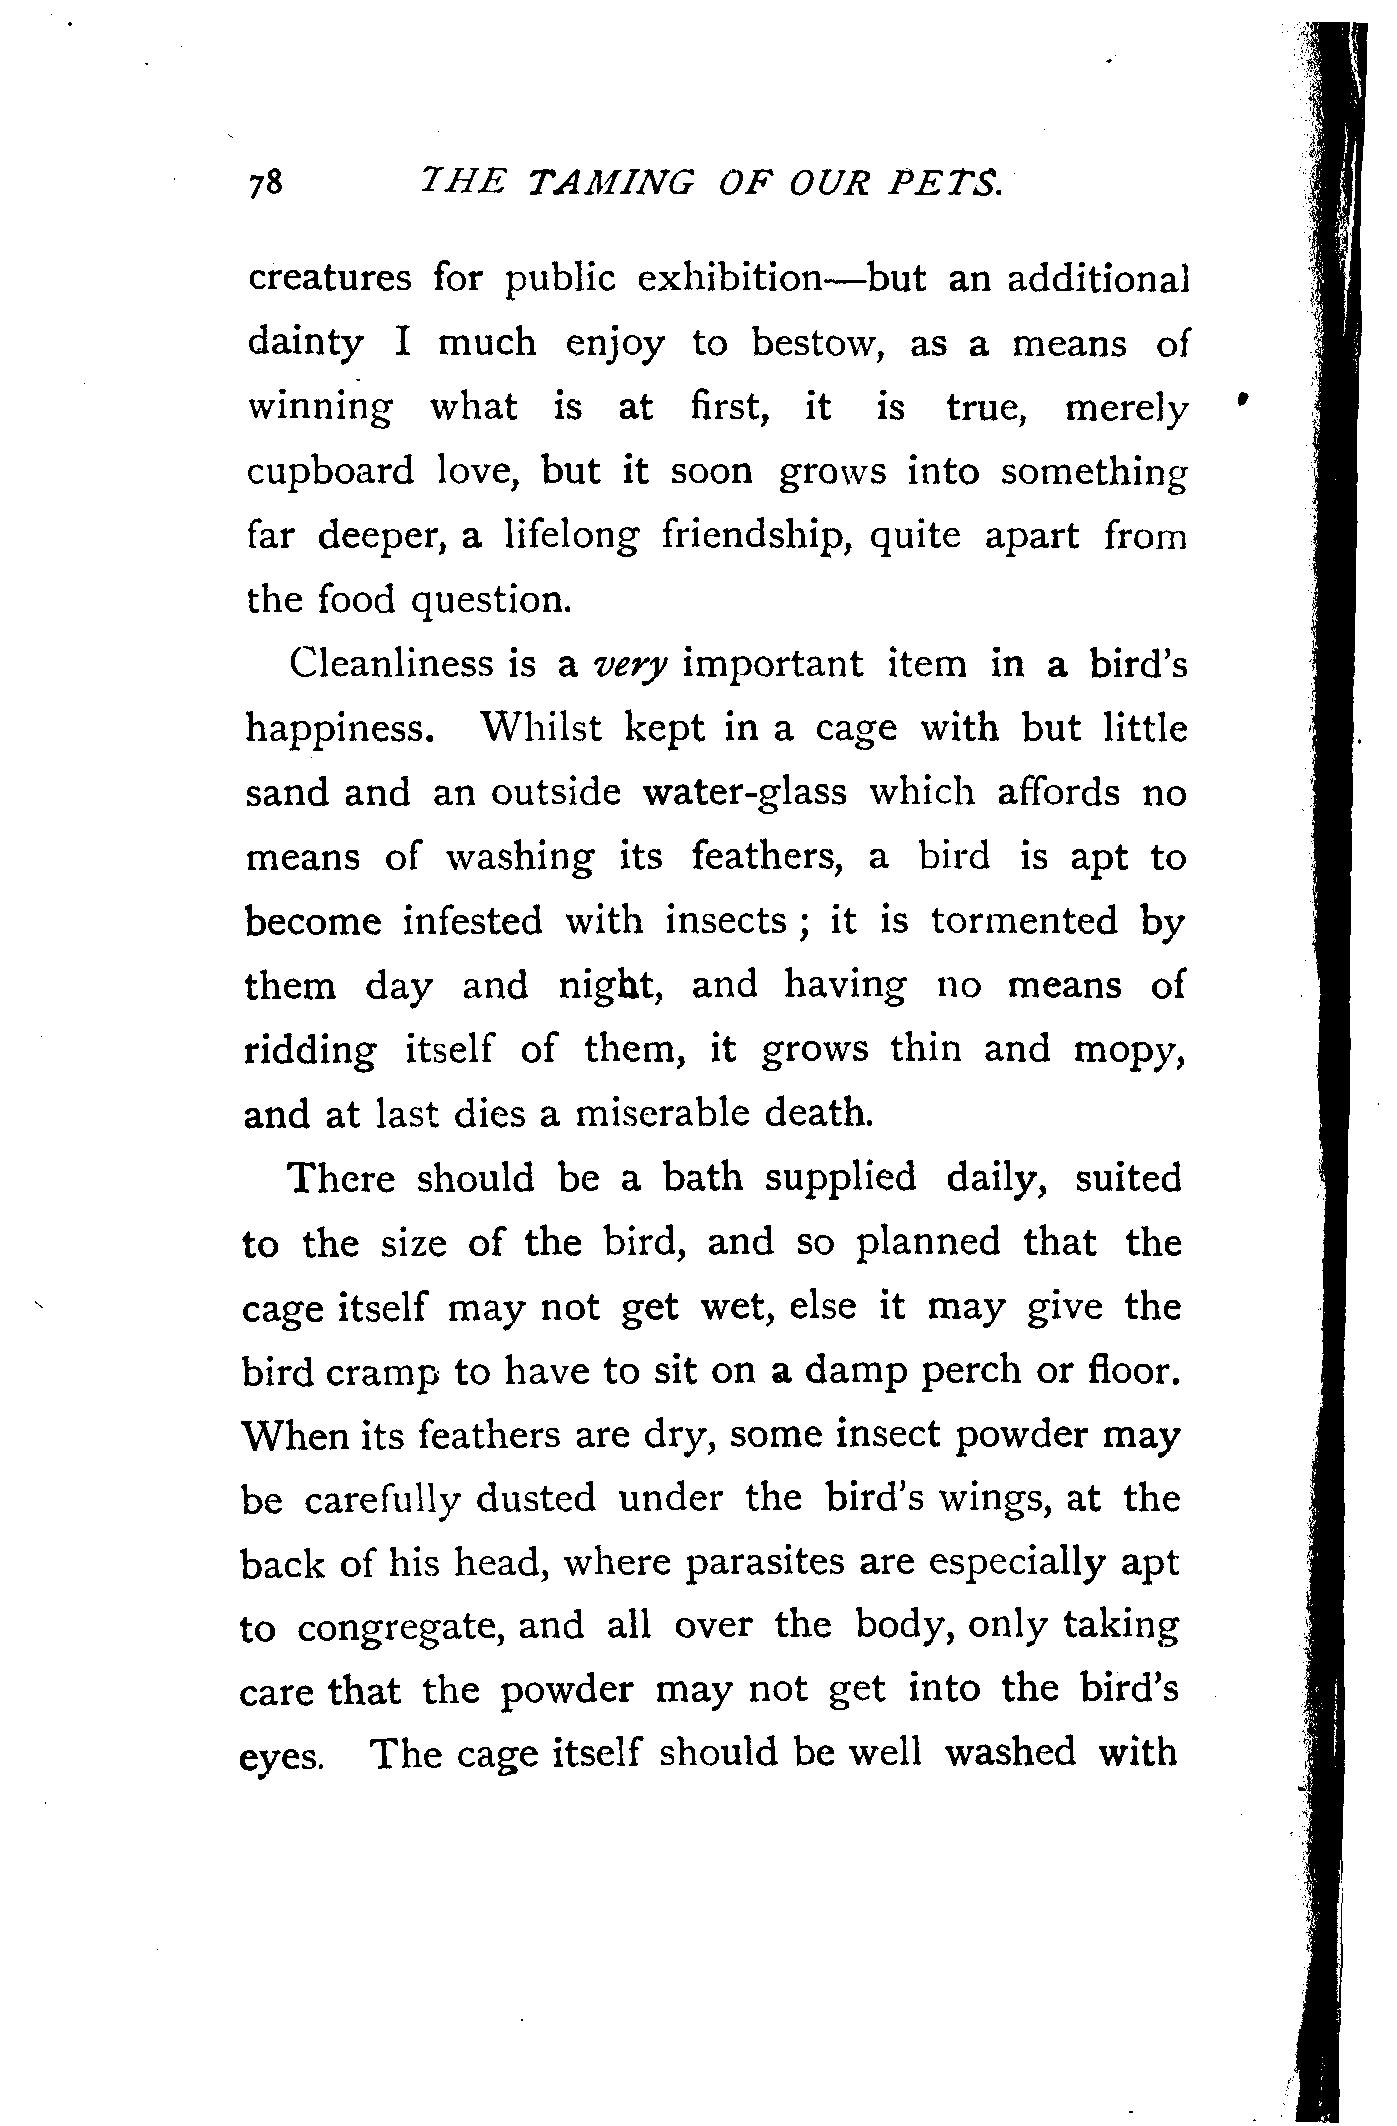 78 THE TAMING OF OUR PETS.
creatures for public exhibition—but an additional
dainty I much enjoy to bestow, as a means of
winning what is at first, it is true, merely
cupboard love, but it soon grows into something
far deeper, a lifelong friendship, quite apart from
the food question.
Cleanliness is a very important item in a bird's
happiness. Whilst kept in a cage with but little
sand and an outside water-glass which affords no
means of washing its feathers, a bird is apt to
become infested with insects ; it is tormented by
them day and night, and having no means of
ridding itself of them, it grows thin and mopy,
and at last dies a miserable death.
There should be a bath supplied daily, suited
to the size of the bird, and so planned that the
cage itself may not get wet, else it may give the
bird cramp to have to sit on a damp perch or floor.
When its feathers are dry, some insect powder may
be carefully dusted under the bird's wings, at the
back of his head, where parasites are especially apt
to congregate, and all over the body, only taking
care that the powder may not get into the bird's
eyes. The cage itself should be well washed with